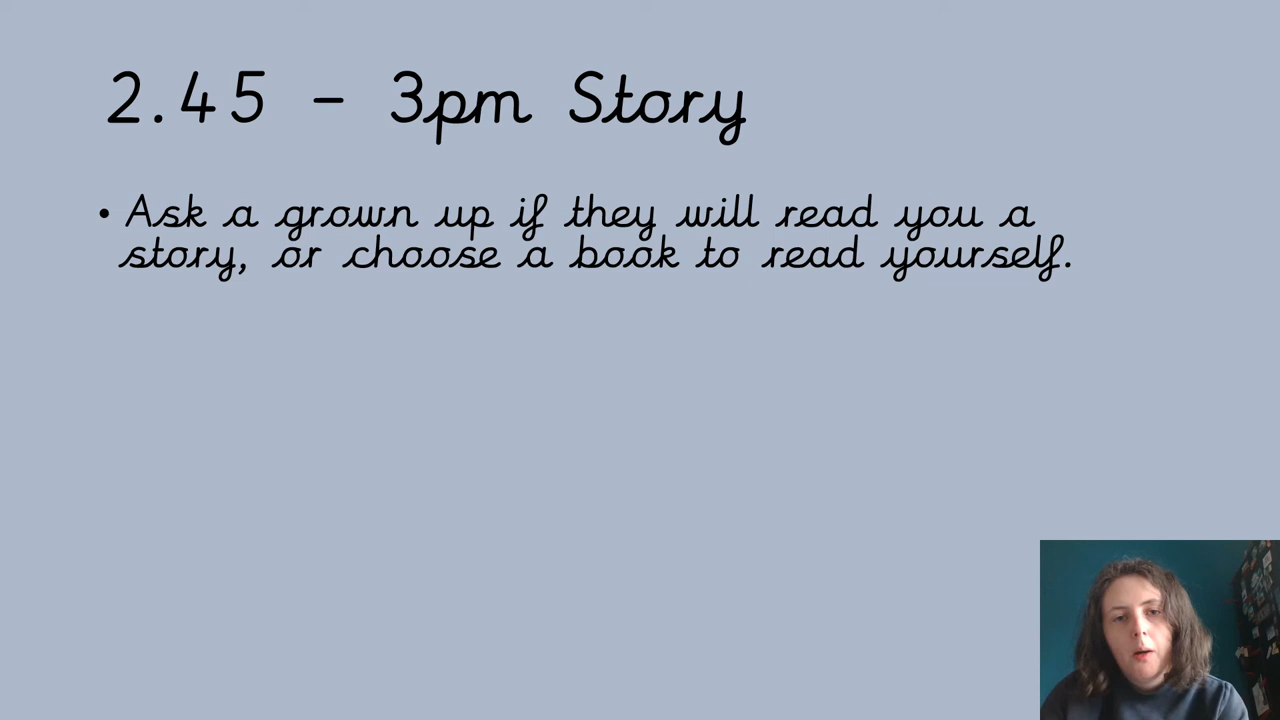 2.45 - 3pm Story
• Ask a grown up if they will read you a
story, or choose a book to read yourself.